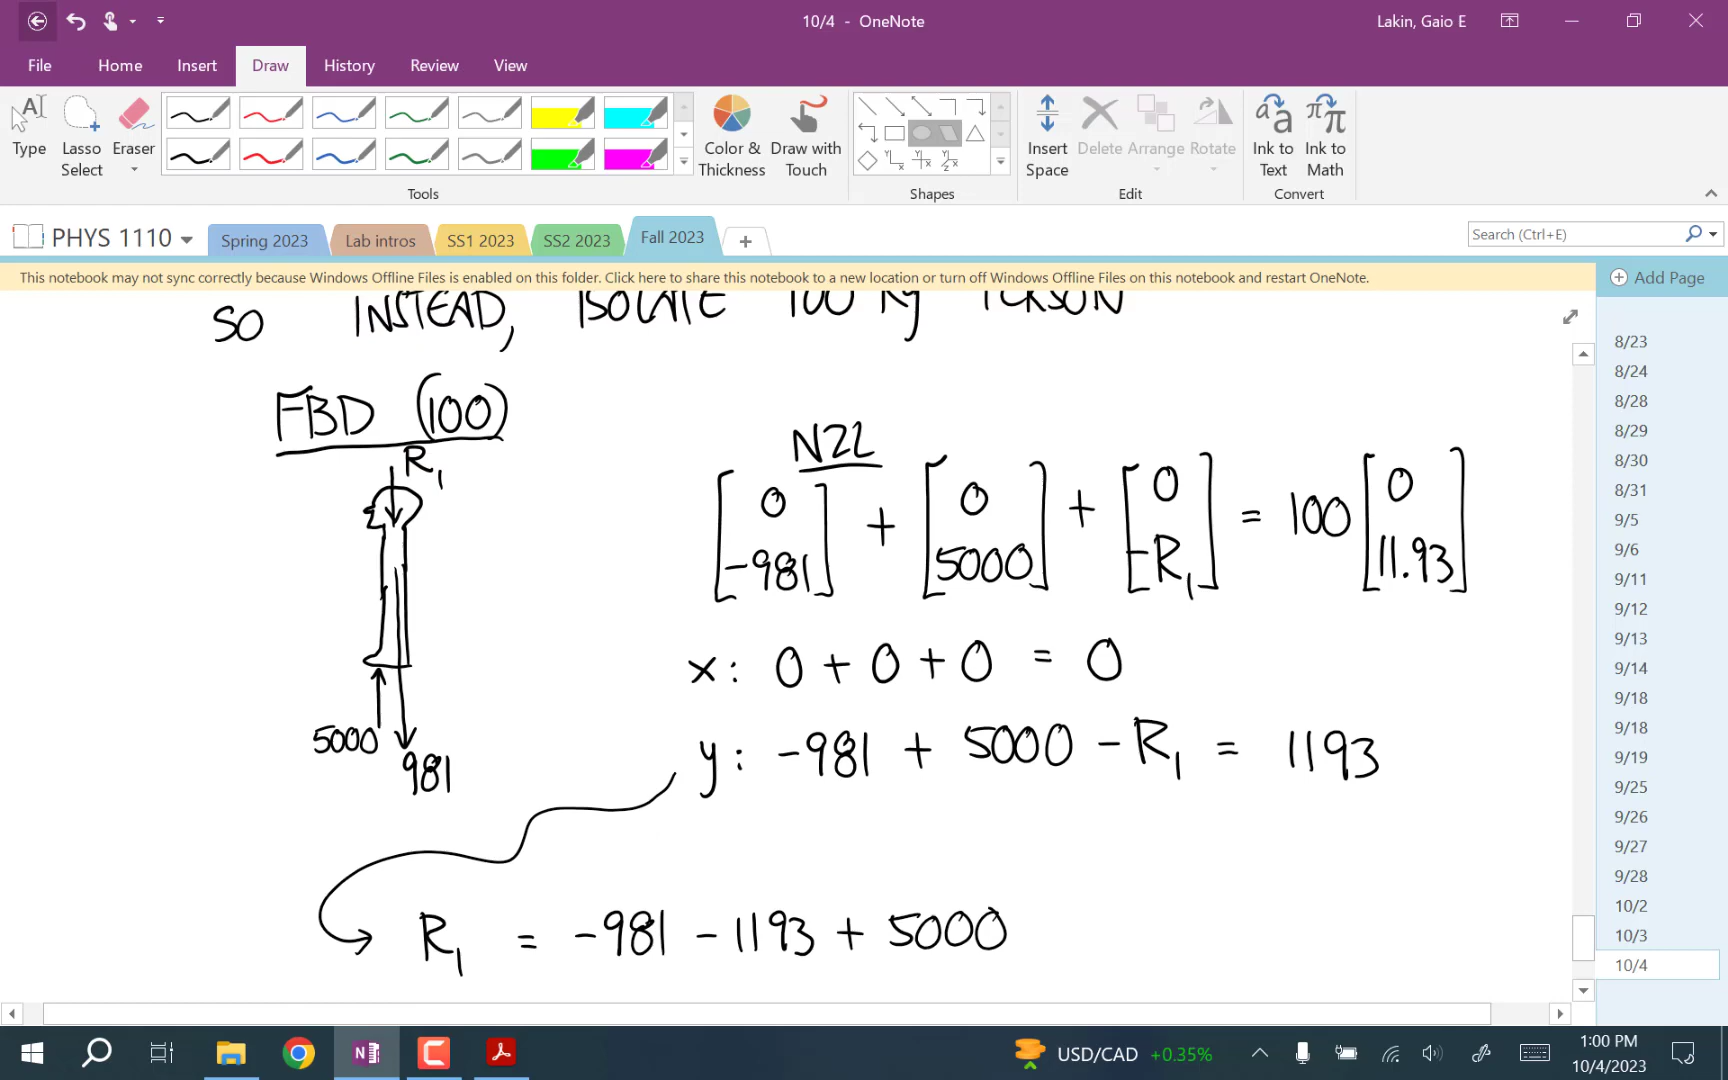 10/4 - OneNote
Lakin, Gaio E
File Home Insert Draw History Review View
Type
Lasso Select
Eraser
Color & Thickness
Draw with Touch
Insert Space
Delete
Arrange
Rotate
Ink to Text
Ink to Math
Tools
Shapes
Edit
Convert
PHYS 1110
Spring 2023
Lab intros
SS1 2023
SS2 2023
Fall 2023
Search (Ctrl+E)
This notebook may not sync correctly because Windows Offline Files is enabled on this folder. Click here to share this notebook to a new location or turn off Windows Offline Files on this notebook and restart OneNote.
Add Page
SO INSTEAD, ISOLATE 100 kg PERSON
FBD (100)
R₁
5000
981
N2L
[0 -981] + [0 5000] + [0 -R₁] = 100 [0 11.93]
x: 0 + 0 + 0 = 0
y: -981 + 5000 - R₁ = 1193
R₁ = -981 - 1193 + 5000
8/23
8/24
8/28
8/29
8/30
8/31
9/5
9/6
9/11
9/12
9/13
9/14
9/18
9/18
9/19
9/25
9/26
9/27
9/28
10/2
10/3
10/4
USD/CAD +0.35%
1:00 PM
10/4/2023